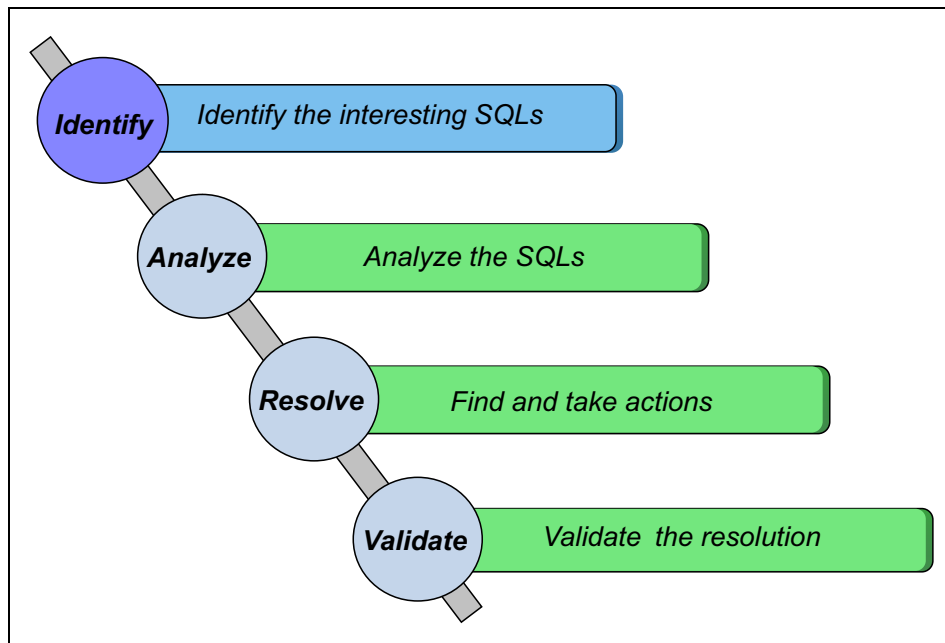 Identify
Identify the interesting SQLs
Analyze
Analyze the SQLs
Resolve
Find and take actions
Validate
Validate the resolution